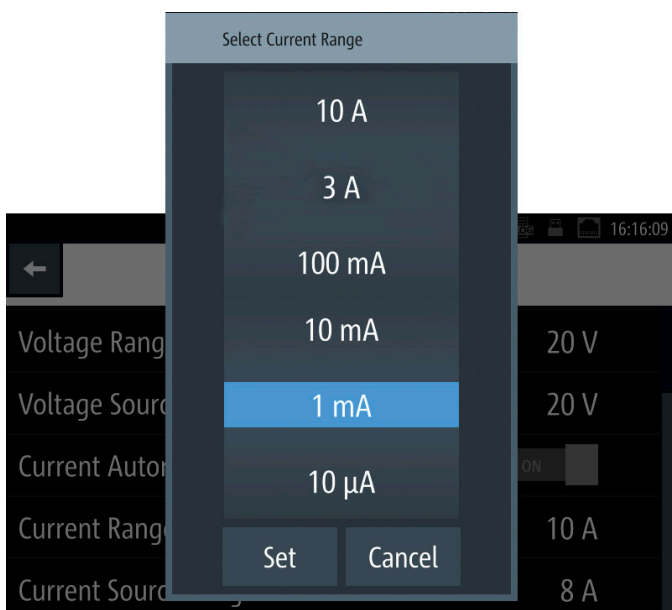 Select Current Range
10 A
3 A
100 mA
10 mA
1 mA
10 µA
Set Cancel
16:16:09
Voltage Rang 20 V
Voltage Sourc 20 V
Current Autor ON
Current Rang 10 A
Current Sourc 8 A